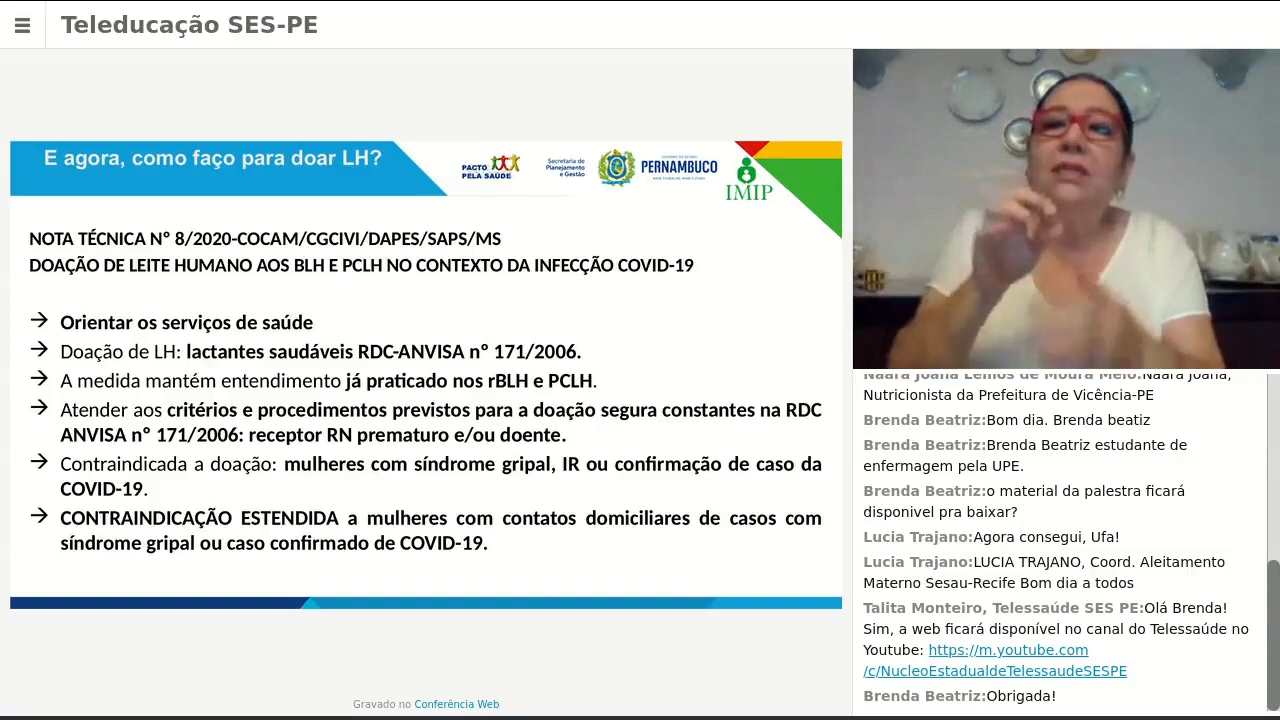 Teleducação SES-PE
E agora, como faço para doar LH?
PACTO
PELA SAÚDE
Secretaria de
Planejamento
e Gestão
PERNAMBUCO
IMIP
NOTA TÉCNICA Nº 8/2020-COCAM/CGCIVI/DAPES/SAPS/MS
DOAÇÃO DE LEITE HUMANO AOS BLH E PCLH NO CONTEXTO DA INFECÇÃO COVID-19
→ Orientar os serviços de saúde
→ Doação de LH: lactantes saudáveis RDC-ANVISA nº 171/2006.
→ A medida mantém entendimento já praticado nos rBLH e PCLH.
→ Atender aos critérios e procedimentos previstos para a doação segura constantes na RDC
ANVISA nº 171/2006: receptor RN prematuro e/ou doente.
→ Contraindicada a doação: mulheres com síndrome gripal, IR ou confirmação de caso da
COVID-19.
→ CONTRAINDICAÇÃO ESTENDIDA a mulheres com contatos domiciliares de casos com
síndrome gripal ou caso confirmado de COVID-19.
Gravado no Conferência Web
Naara Joana Lemos de Moura Melo:Naara Joana,
Nutricionista da Prefeitura de Vicência-PE
Brenda Beatriz:Bom dia. Brenda beatiz
Brenda Beatriz:Brenda Beatriz estudante de
enfermagem pela UPE.
Brenda Beatriz:o material da palestra ficará
disponivel pra baixar?
Lucia Trajano:Agora consegui, Ufa!
Lucia Trajano:LUCIA TRAJANO, Coord. Aleitamento
Materno Sesau-Recife Bom dia a todos
Talita Monteiro, Telessaúde SES PE:Olá Brenda!
Sim, a web ficará disponível no canal do Telessaúde no
Youtube: https://m.youtube.com
/c/NucleoEstadualdeTelessaudeSESPE
Brenda Beatriz:Obrigada!